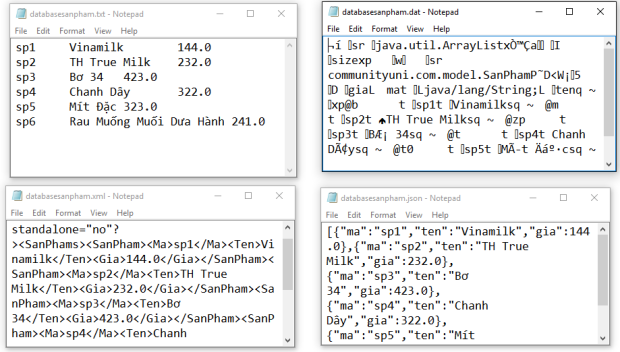 databasesanpham.txt - Notepad
File Edit Format View Help
sp1 Vinamilk 144.0
sp2 TH True Milk 232.0
sp3 Bơ 34 423.0
sp4 Chanh Dây 322.0
sp5 Mít Đặc 323.0
sp6 Rau Muống Muối Dưa Hành 241.0
databasesanpham.dat - Notepad
File Edit Format View Help
¬í sr java.util.ArrayListxÒ™Ça I
sizexp w sr
communityuni.com.model.SanPhamP~D<W¡5
D giaL mat Ljava/lang/String;L tenq ~
xp@b t sp1t Vinamilksq ~ @m
t sp2t TH True Milksq ~ @zp t
sp3t BÆ¡ 34sq ~ @t t sp4t Chanh
DÃ¢ysq ~ @t0 t sp5t MÃ-t Äáº·csq ~
databasesanpham.xml - Notepad
File Edit Format View Help
standalone="no"?
><SanPhams><SanPham><Ma>sp1</Ma><Ten>Vi
namilk</Ten><Gia>144.0</Gia></SanPham><
SanPham><Ma>sp2</Ma><Ten>TH True
Milk</Ten><Gia>232.0</Gia></SanPham><Sa
nPham><Ma>sp3</Ma><Ten>Bơ
34</Ten><Gia>423.0</Gia></SanPham><SanP
ham><Ma>sp4</Ma><Ten>Chanh
databasesanpham.json - Notepad
File Edit Format View Help
[{"ma":"sp1","ten":"Vinamilk","gia":144
.0},{"ma":"sp2","ten":"TH True
Milk","gia":232.0},
{"ma":"sp3","ten":"Bơ
34","gia":423.0},
{"ma":"sp4","ten":"Chanh
Dây","gia":322.0},
{"ma":"sp5","ten":"Mít